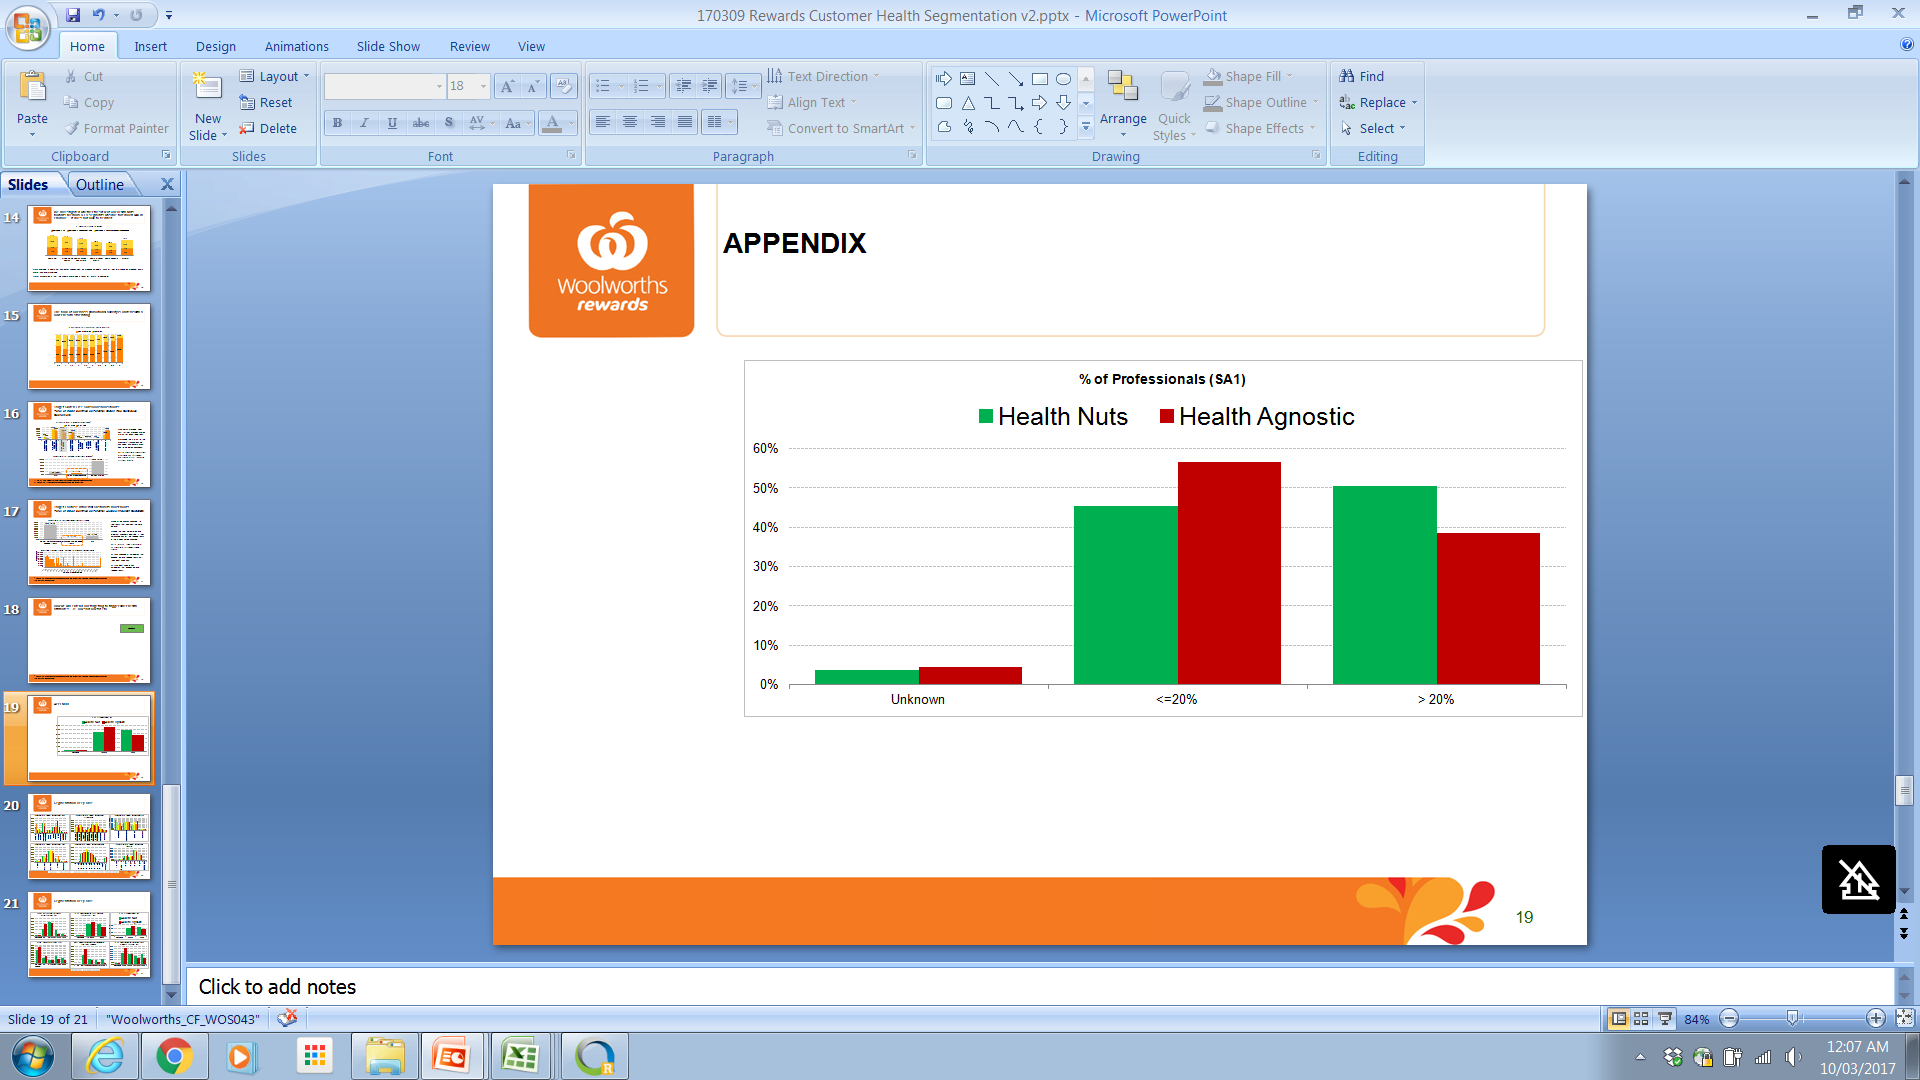 170309 Rewards Customer Health Segmentation v2.pptx - Microsoft PowerPoint
Home Insert Design Animations Slide Show Review View
Paste
Cut
Copy
Format Painter
Clipboard
New Slide
Layout
Reset
Delete
Slides
18
B I U abc S AV Aa A
Font
Text Direction
Align Text
Convert to SmartArt
Paragraph
Arrange
Quick Styles
Shape Fill
Shape Outline
Shape Effects
Drawing
Find
Replace
Select
Editing
Slides Outline
14
15
16
17
18
19
20
21
Woolworths
rewards
APPENDIX
% of Professionals (SA1)
Health Nuts Health Agnostic
60%
50%
40%
30%
20%
10%
0%
Unknown <=20% > 20%
19
Click to add notes
Slide 19 of 21 "Woolworths_CF_WOS043" 84%
12:07 AM
10/03/2017